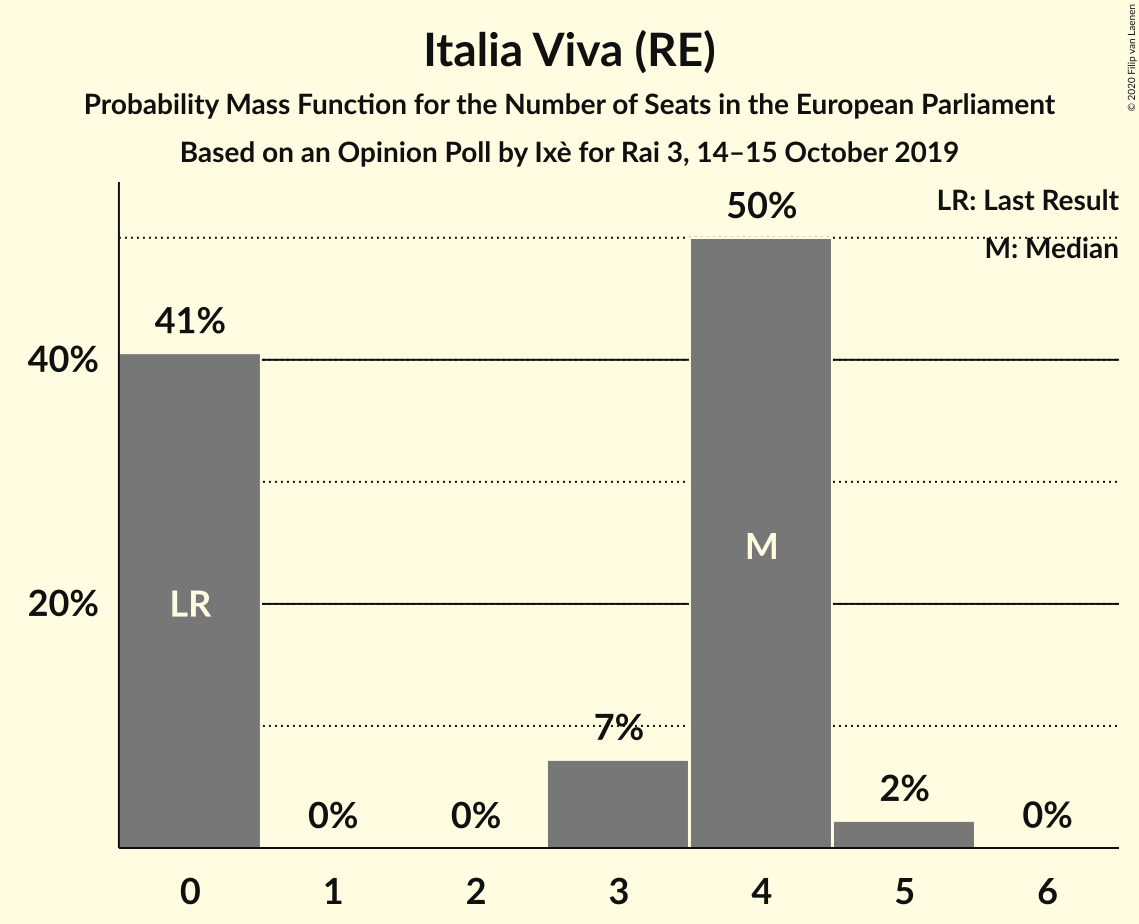 Italia Viva (RE)
Probability Mass Function for the Number of Seats in the European Parliament
Based on an Opinion Poll by Ixè for Rai 3, 14–15 October 2019
© 2020 Filip van Laenen
LR: Last Result
M: Median
50%
41%
40%
M
LR
20%
7%
2%
0%
0%
0%
0 1 2 3 4 5 6